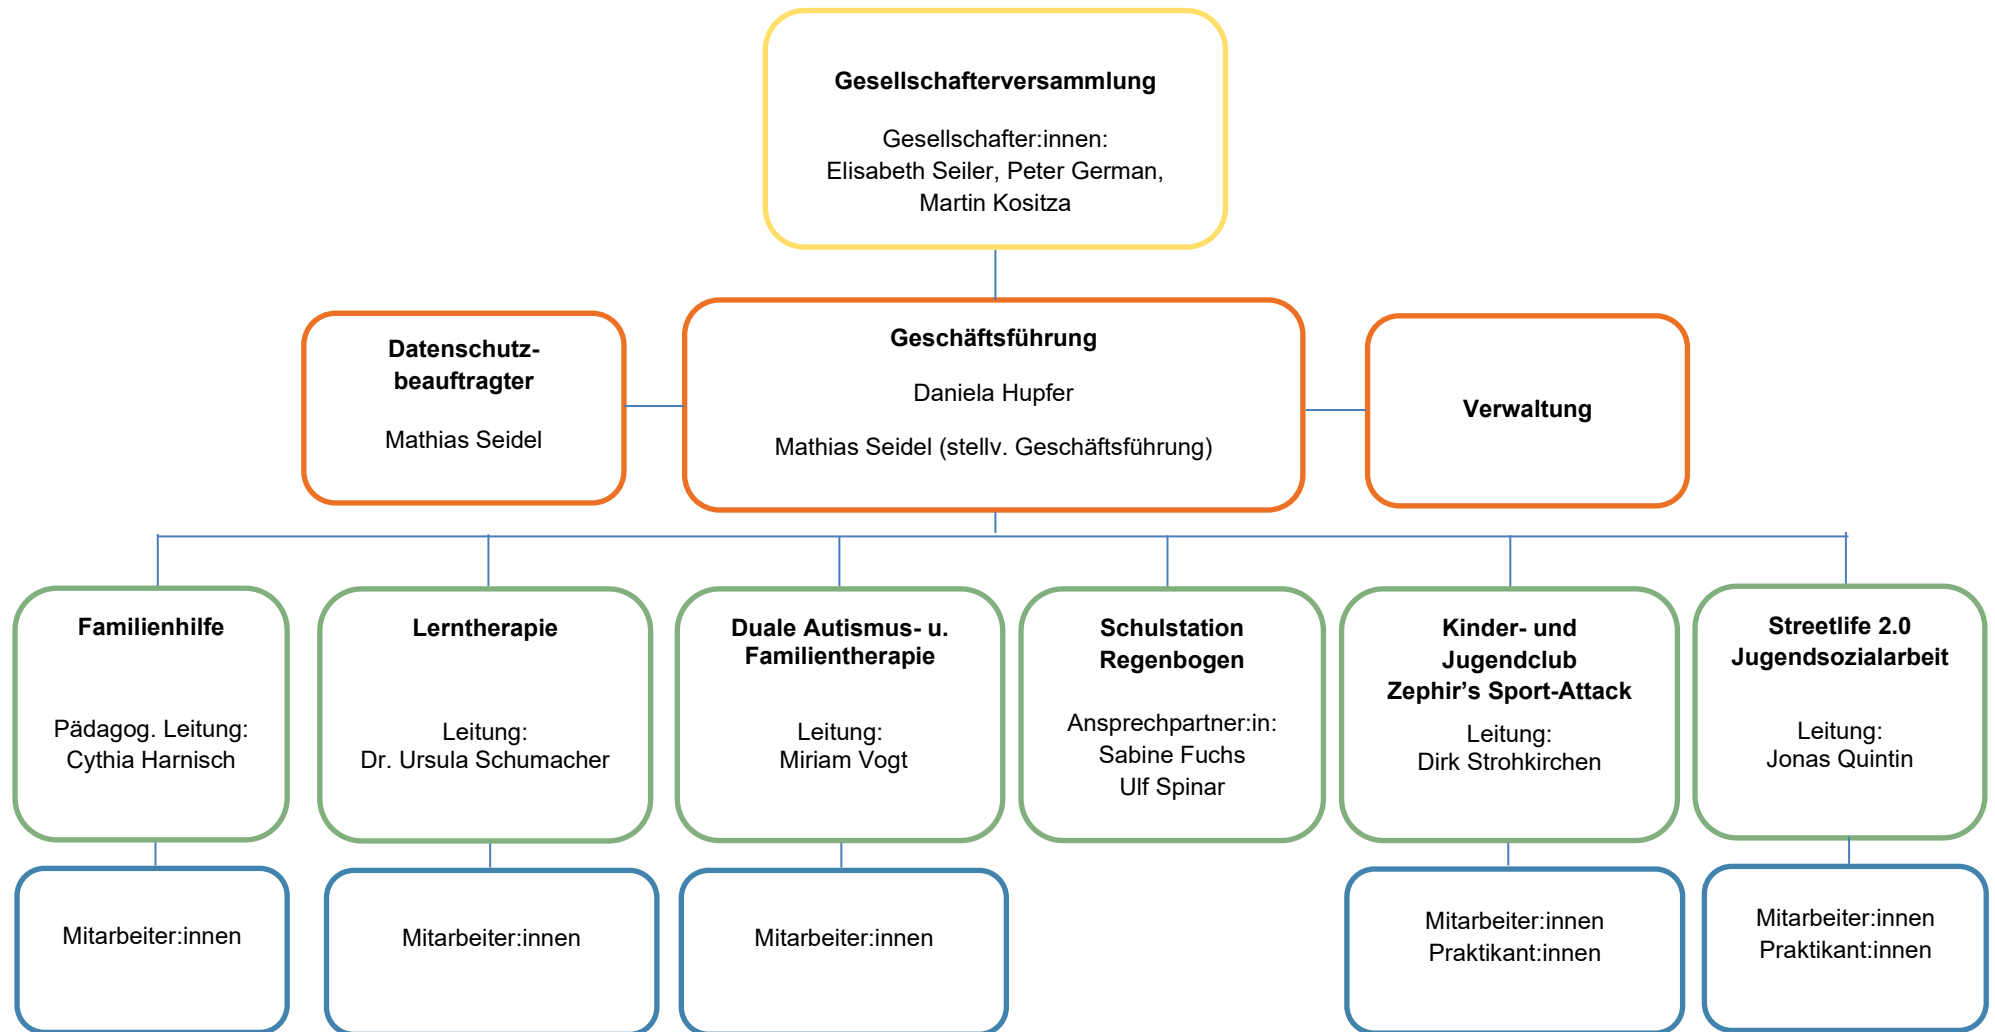 Gesellschafterversammlung
Gesellschafter:innen:
Elisabeth Seiler, Peter German,
Martin Kositza
Datenschutz-
beauftragter
Mathias Seidel
Geschäftsführung
Daniela Hupfer
Mathias Seidel (stellv. Geschäftsführung)
Verwaltung
Familienhilfe
Pädagog. Leitung:
Cythia Harnisch
Lerntherapie
Leitung:
Dr. Ursula Schumacher
Duale Autismus- u.
Familientherapie
Leitung:
Miriam Vogt
Schulstation
Regenbogen
Ansprechpartner:in:
Sabine Fuchs
Ulf Spinar
Kinder- und
Jugendclub
Zephir’s Sport-Attack
Leitung:
Dirk Strohkirchen
Streetlife 2.0
Jugendsozialarbeit
Leitung:
Jonas Quintin
Mitarbeiter:innen
Mitarbeiter:innen
Mitarbeiter:innen
Mitarbeiter:innen
Praktikant:innen
Mitarbeiter:innen
Praktikant:innen